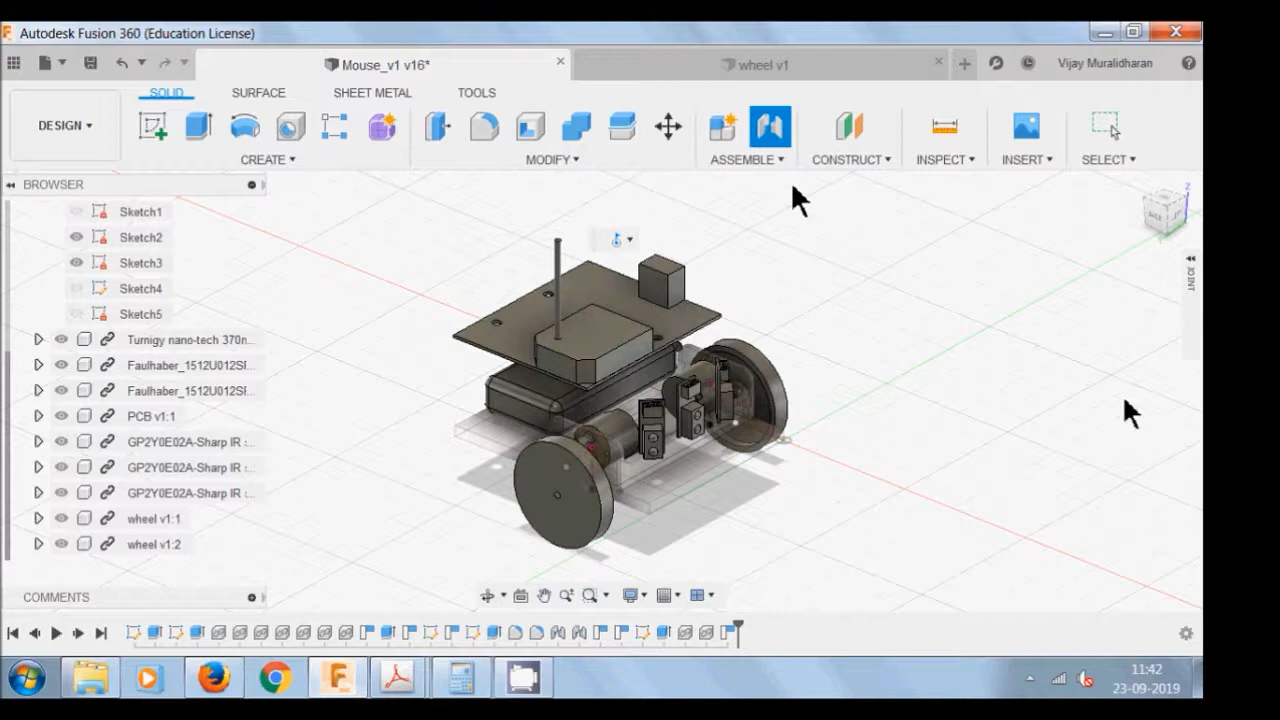 Autodesk Fusion 360 (Education License)
Mouse_v1 v16*
wheel v1
Vijay Muralidharan
SOLID
SURFACE
SHEET METAL
TOOLS
DESIGN
CREATE
MODIFY
ASSEMBLE
CONSTRUCT
INSPECT
INSERT
SELECT
BROWSER
Sketch1
Sketch2
Sketch3
Sketch4
Sketch5
Turnigy nano-tech 370n...
Faulhaber_1512U012SI...
Faulhaber_1512U012SI...
PCB v1:1
GP2Y0E02A-Sharp IR :...
GP2Y0E02A-Sharp IR :...
GP2Y0E02A-Sharp IR :...
wheel v1:1
wheel v1:2
JOINT
Z
COMMENTS
11:42
23-09-2019